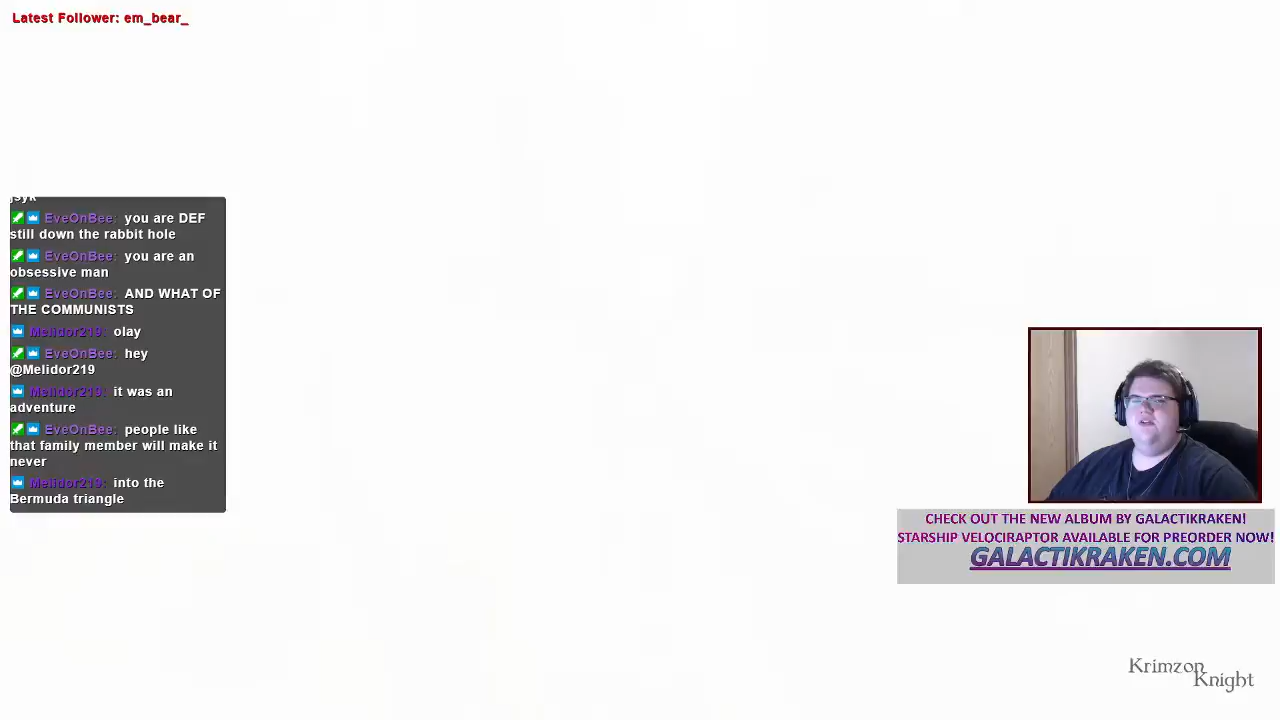 Latest Follower: em_bear_
jsyk
EveOnBee: you are DEF
still down the rabbit hole
EveOnBee: you are an
obsessive man
EveOnBee: AND WHAT OF
THE COMMUNISTS
Melidor219: olay
EveOnBee: hey
@Melidor219
Melidor219: it was an
adventure
EveOnBee: people like
that family member will make it
never
Melidor219: into the
Bermuda triangle
CHECK OUT THE NEW ALBUM BY GALACTIKRAKEN!
STARSHIP VELOCIRAPTOR AVAILABLE FOR PREORDER NOW!
GALACTIKRAKEN.COM
Krimzon
Knight